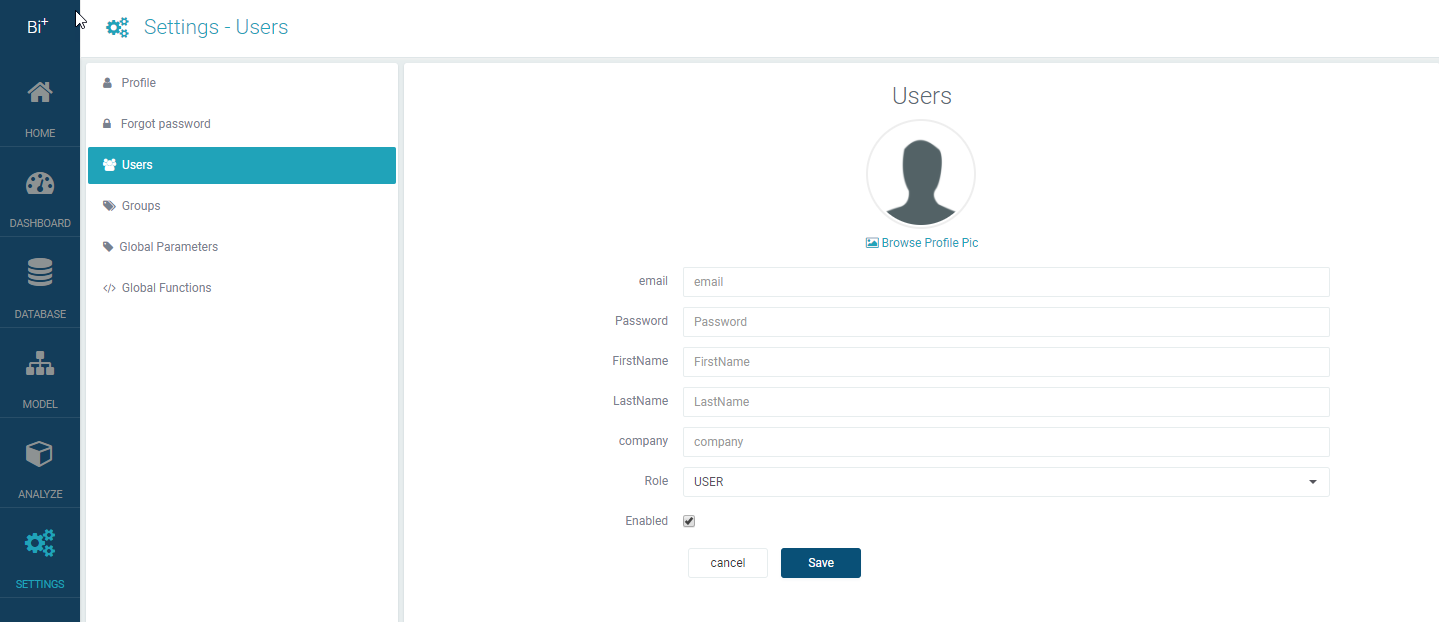 Bi+
Settings - Users
HOME
DASHBOARD
DATABASE
MODEL
ANALYZE
SETTINGS
Profile
Forgot password
Users
Groups
Global Parameters
</> Global Functions
Users
Browse Profile Pic
email email
Password Password
FirstName FirstName
LastName LastName
company company
Role USER
Enabled
cancel Save